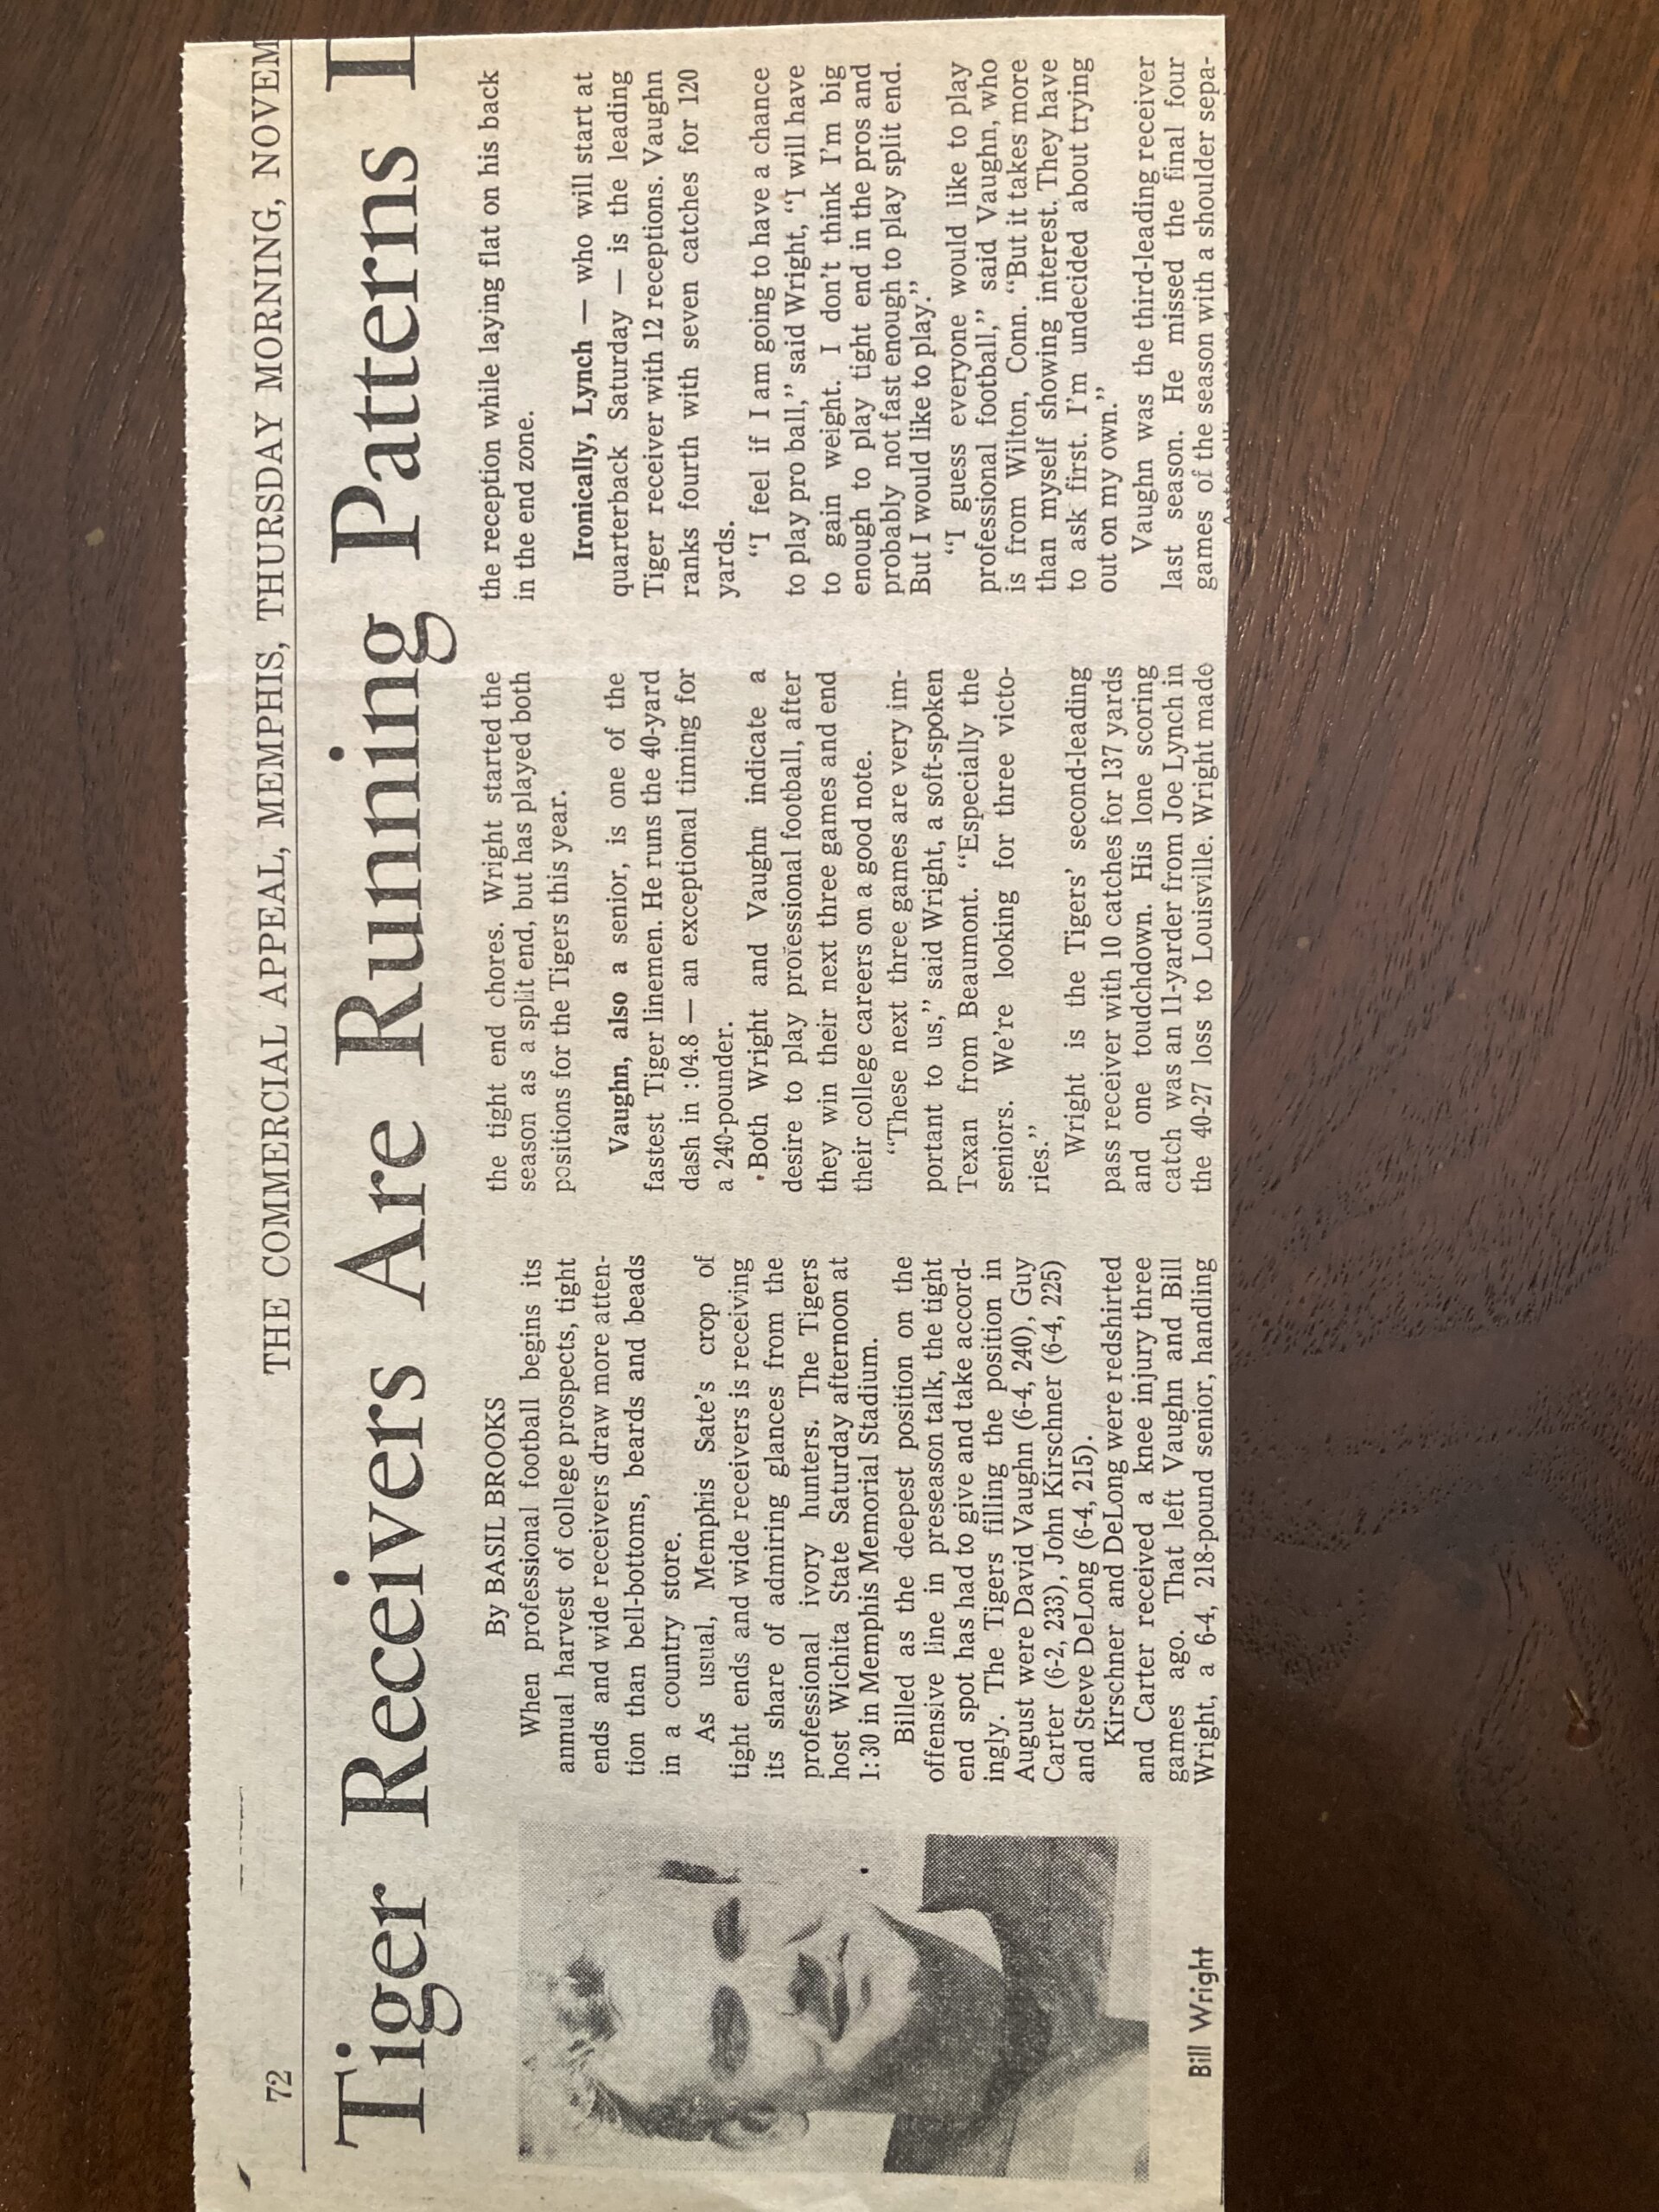 72
THE COMMERCIAL APPEAL, MEMPHIS, THURSDAY MORNING, NOVEM
Tiger Receivers Are Running Patterns
Bill Wright
By BASIL BROOKS
When professional football begins its
annual harvest of college prospects, tight
ends and wide receivers draw more atten-
tion than bell-bottoms, beards and beads
in a country store.
As usual, Memphis Sate's crop of
tight ends and wide receivers is receiving
its share of admiring glances from the
professional ivory hunters. The Tigers
host Wichita State Saturday afternoon at
1:30 in Memphis Memorial Stadium.
Billed as the deepest position on the
offensive line in preseason talk, the tight
end spot has had to give and take accord-
ingly. The Tigers filling the position in
August were David Vaughn (6-4, 240), Guy
Carter (6-2, 233), John Kirschner (6-4, 225)
and Steve DeLong (6-4, 215).
Kirschner and DeLong were redshirted
and Carter received a knee injury three
games ago. That left Vaughn and Bill
Wright, a 6-4, 218-pound senior, handling
the tight end chores. Wright started the
season as a split end, but has played both
positions for the Tigers this year.
Vaughn, also a senior, is one of the
fastest Tiger linemen. He runs the 40-yard
dash in :04.8 — an exceptional timing for
a 240-pounder.
Both Wright and Vaughn indicate a
desire to play professional football, after
they win their next three games and end
their college careers on a good note.
"These next three games are very im-
portant to us," said Wright, a soft-spoken
Texan from Beaumont. "Especially the
seniors. We're looking for three victo-
ries."
Wright is the Tigers' second-leading
pass receiver with 10 catches for 137 yards
and one toudchdown. His lone scoring
catch was an 11-yarder from Joe Lynch in
the 40-27 loss to Louisville. Wright made
the reception while laying flat on his back
in the end zone.
Ironically, Lynch — who will start at
quarterback Saturday — is the leading
Tiger receiver with 12 receptions. Vaughn
ranks fourth with seven catches for 120
yards.
"I feel if I am going to have a chance
to play pro ball," said Wright, "I will have
to gain weight. I don't think I'm big
enough to play tight end in the pros and
probably not fast enough to play split end.
But I would like to play."
"I guess everyone would like to play
professional football," said Vaughn, who
is from Wilton, Conn. "But it takes more
than myself showing interest. They have
to ask first. I'm undecided about trying
out on my own."
Vaughn was the third-leading receiver
last season. He missed the final four
games of the season with a shoulder sepa-